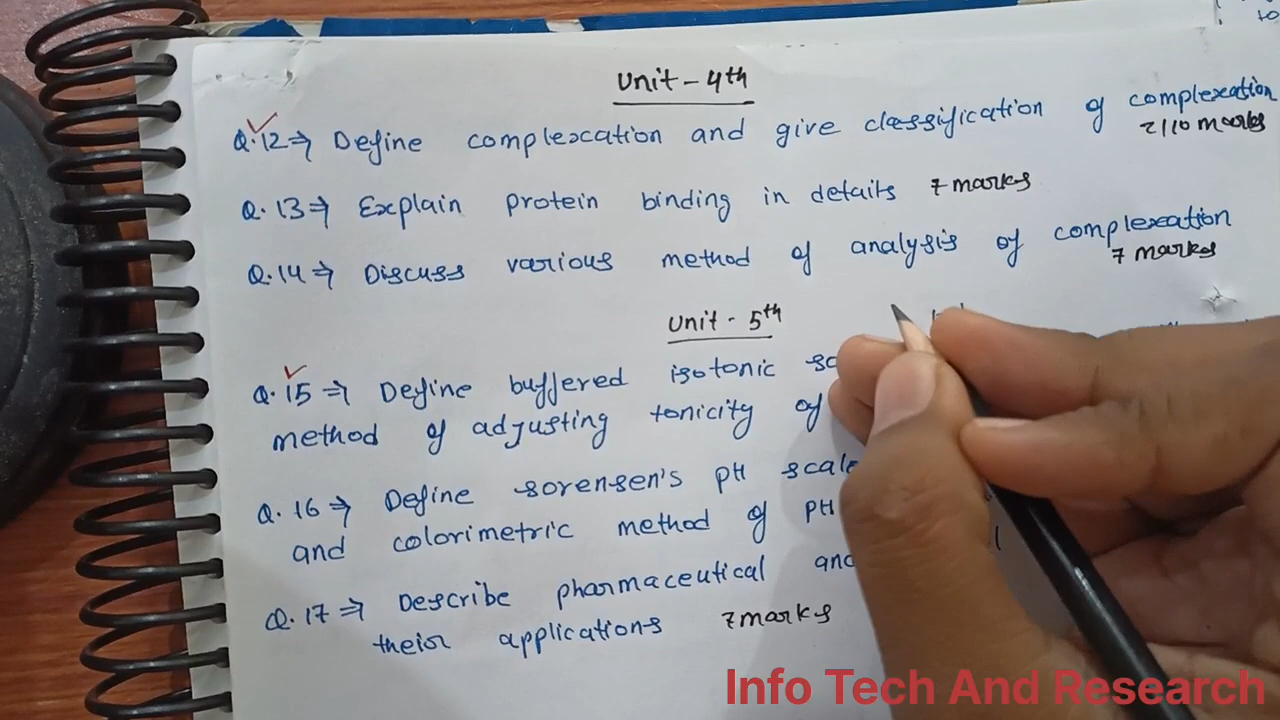 Unit - 4th
Q.12⇒ Define complexcation and give classification of complexcation
2/10 marks
Q.13⇒ Explain protein binding in details 7 marks
Q.14⇒ Discuss various method of analysis of complexation
7 marks
Unit - 5th
Q.15⇒ Define buffered isotonic
method of adjusting tonicity of
Q.16⇒ Define sorensen's pH scale
and colorimetric method of pH
Q.17⇒ Describe pharmaceutical and
their applications 7 marks
Info Tech And Research